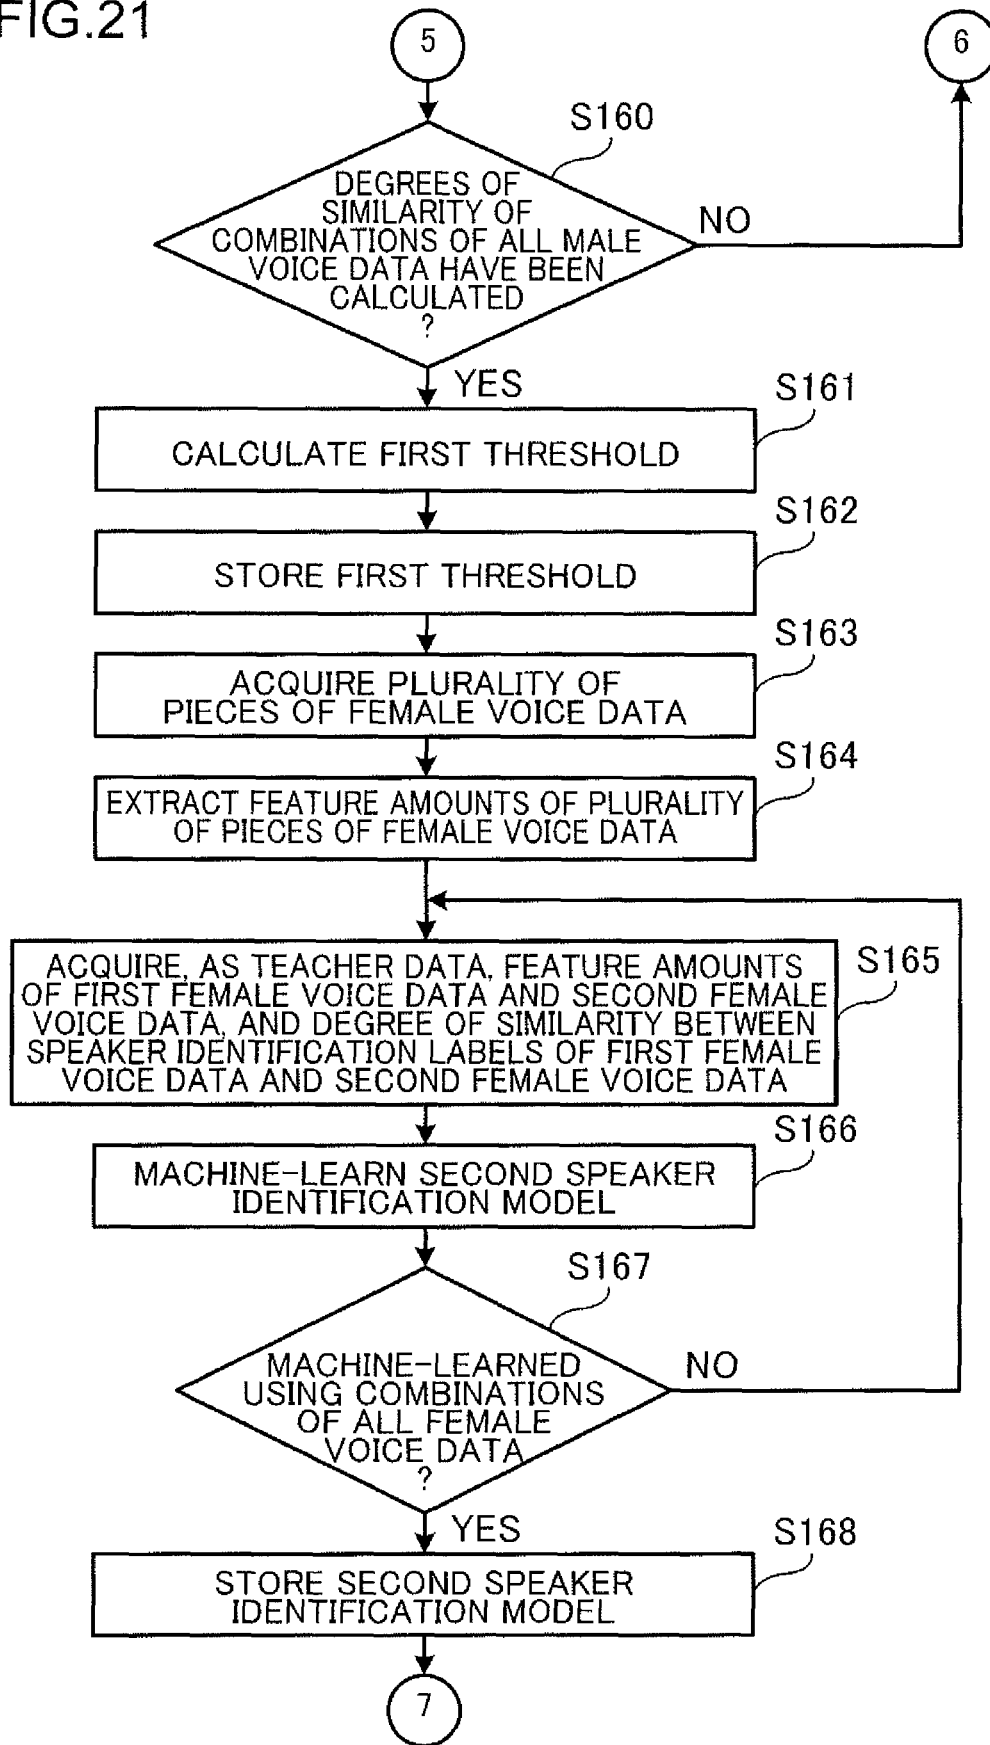 FIG.21
5
6
S160
DEGREES OF
SIMILARITY OF
COMBINATIONS OF ALL MALE
VOICE DATA HAVE BEEN
CALCULATED
?
NO
YES
S161
CALCULATE FIRST THRESHOLD
S162
STORE FIRST THRESHOLD
S163
ACQUIRE PLURALITY OF
PIECES OF FEMALE VOICE DATA
S164
EXTRACT FEATURE AMOUNTS OF PLURALITY
OF PIECES OF FEMALE VOICE DATA
S165
ACQUIRE, AS TEACHER DATA, FEATURE AMOUNTS
OF FIRST FEMALE VOICE DATA AND SECOND FEMALE
VOICE DATA, AND DEGREE OF SIMILARITY BETWEEN
SPEAKER IDENTIFICATION LABELS OF FIRST FEMALE
VOICE DATA AND SECOND FEMALE VOICE DATA
S166
MACHINE-LEARN SECOND SPEAKER
IDENTIFICATION MODEL
S167
MACHINE-LEARNED
USING COMBINATIONS
OF ALL FEMALE
VOICE DATA
?
NO
YES
S168
STORE SECOND SPEAKER
IDENTIFICATION MODEL
7